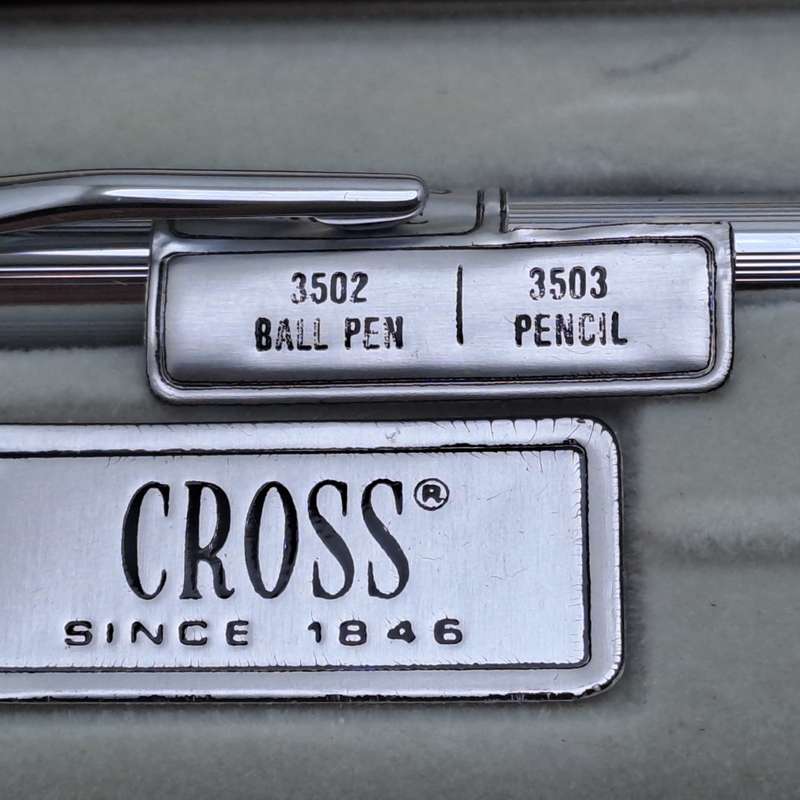 3502 | 3503
BALL PEN | PENCIL
CROSS®
SINCE 1846